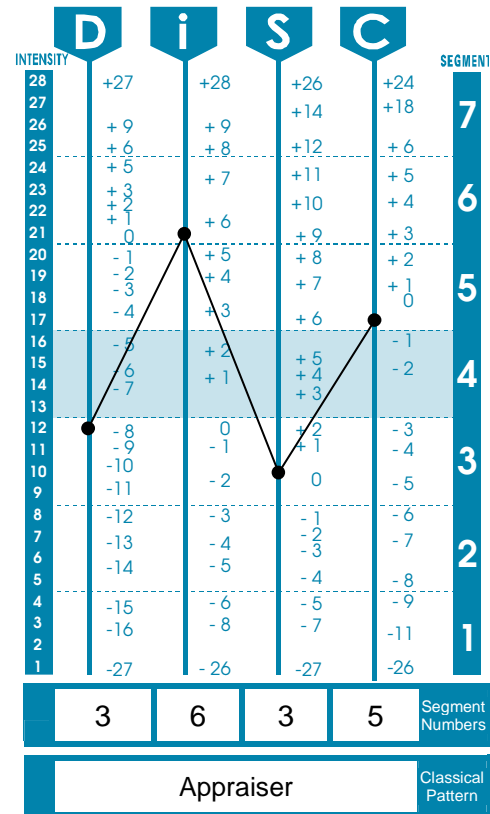 D i S C
INTENSITY SEGMENT
28 +27 +28 +26 +24
27 +14 +18 7
26 + 9 + 9
25 + 6 + 8 +12 + 6
24 + 5 +11 + 5
23 + 3 + 7
22 + 2 +10 + 4 6
+ 1 + 6
21 0 + 9 + 3
20 - 1 + 5 + 8 + 2
19 - 2 + 4 + 7 + 1
18 - 3 0 5
17 - 4 + 3 + 6
16 - 5 + 2 - 1
15 - 6 + 5 - 2
14 - 7 + 1 + 4 4
13 + 3
12 - 8 0 + 2 - 3
11 - 9 - 1 + 1 - 4
10 -10 - 2 0 - 5 3
9 -11
8 -12 - 3 - 1 - 6
7 -13 - 4 - 2 - 7
6 -14 - 5 - 3 2
5 - 4 - 8
4 -15 - 6 - 5 - 9
3 -16 - 8 - 7 -11 1
2
1 -27 - 26 -27 -26
3 6 3 5 Segment
Numbers
Appraiser Classical
Pattern